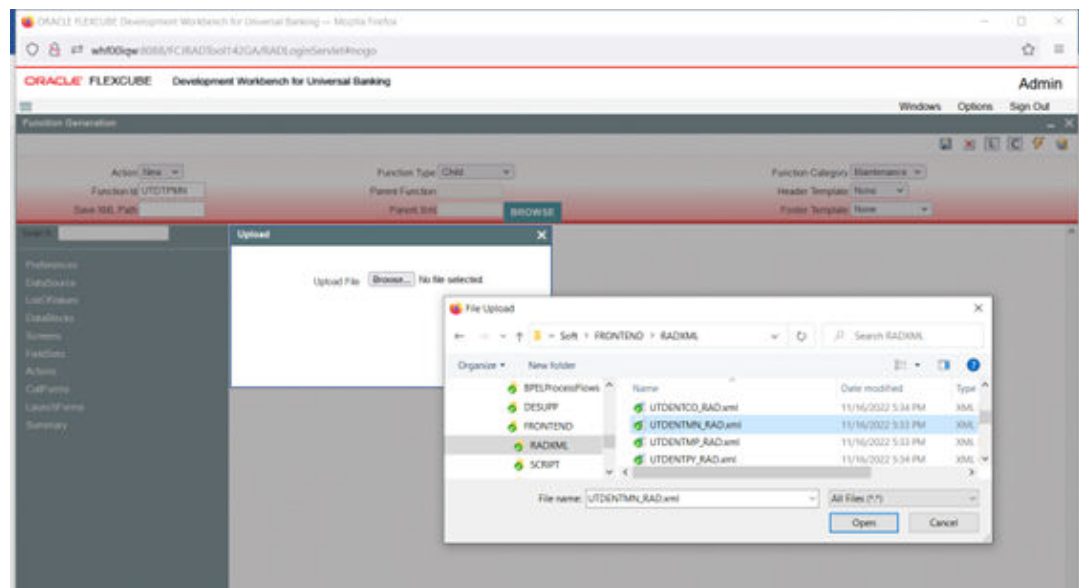 ORACLE FLEXCUBE Development Workbench for Universal Banking — Mozilla Firefox
ORACLE FLEXCUBE Development Workbench for Universal Banking
Admin
Windows Options Sign Out
Function Generation
Action New Function Type Child Function Category Maintenance
Function Id UTDTPMN Parent Function Header Template None
Save XML Path Parent Xml BROWSE Footer Template None
Search
Upload
Preferences
DataSource
ListOfValues
DataBlocks
Screens
FieldSets
Actions
CallForms
LaunchForms
Summary
Upload File Browse... No file selected.
File Upload
Soft > FRONTEND > RADXML
Search RADXML
Organize New folder
BPELProcessFlows
DESUPP
FRONTEND
RADXML
SCRIPT
Name Date modified Type
UTDENTCO_RAD.xml 11/16/2022 5:34 PM XML
UTDENTMN_RAD.xml 11/16/2022 5:33 PM XML
UTDENTMP_RAD.xml 11/16/2022 5:33 PM XML
UTDENTPY_RAD.xml 11/16/2022 5:34 PM XML
File name: UTDENTMN_RAD.xml All Files (*.*)
Open Cancel